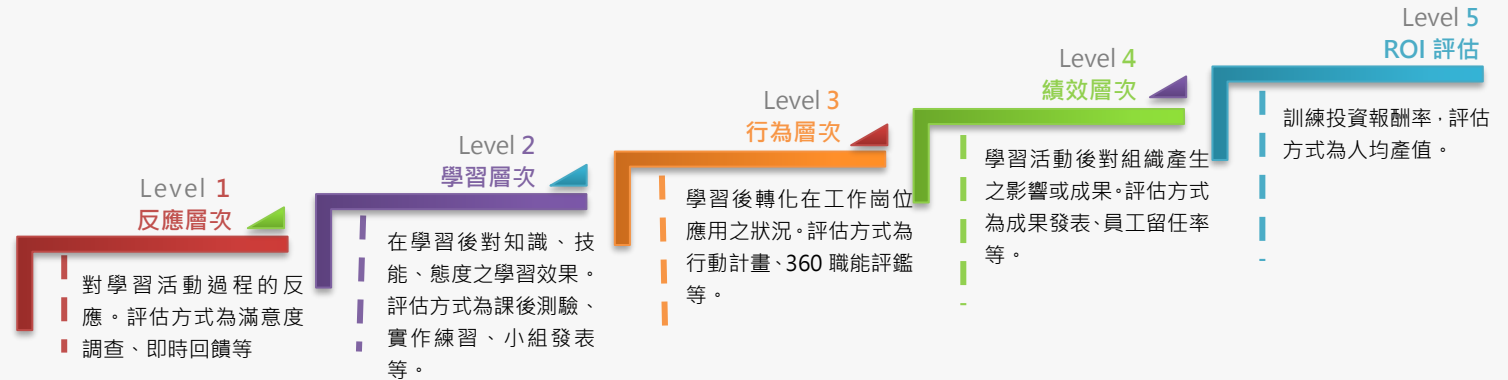 Level 1
反應層次
對學習活動過程的反
應。評估方式為滿意度
調查、即時回饋等
Level 2
學習層次
在學習後對知識、技
能、態度之學習效果。
評估方式為課後測驗、
實作練習、小組發表
等。
Level 3
行為層次
學習後轉化在工作崗位
應用之狀況。評估方式為
行動計畫、360 職能評鑑
等。
Level 4
績效層次
學習活動後對組織產生
之影響或成果。評估方式
為成果發表、員工留任率
等。
Level 5
ROI 評估
訓練投資報酬率，評估
方式為人均產值。